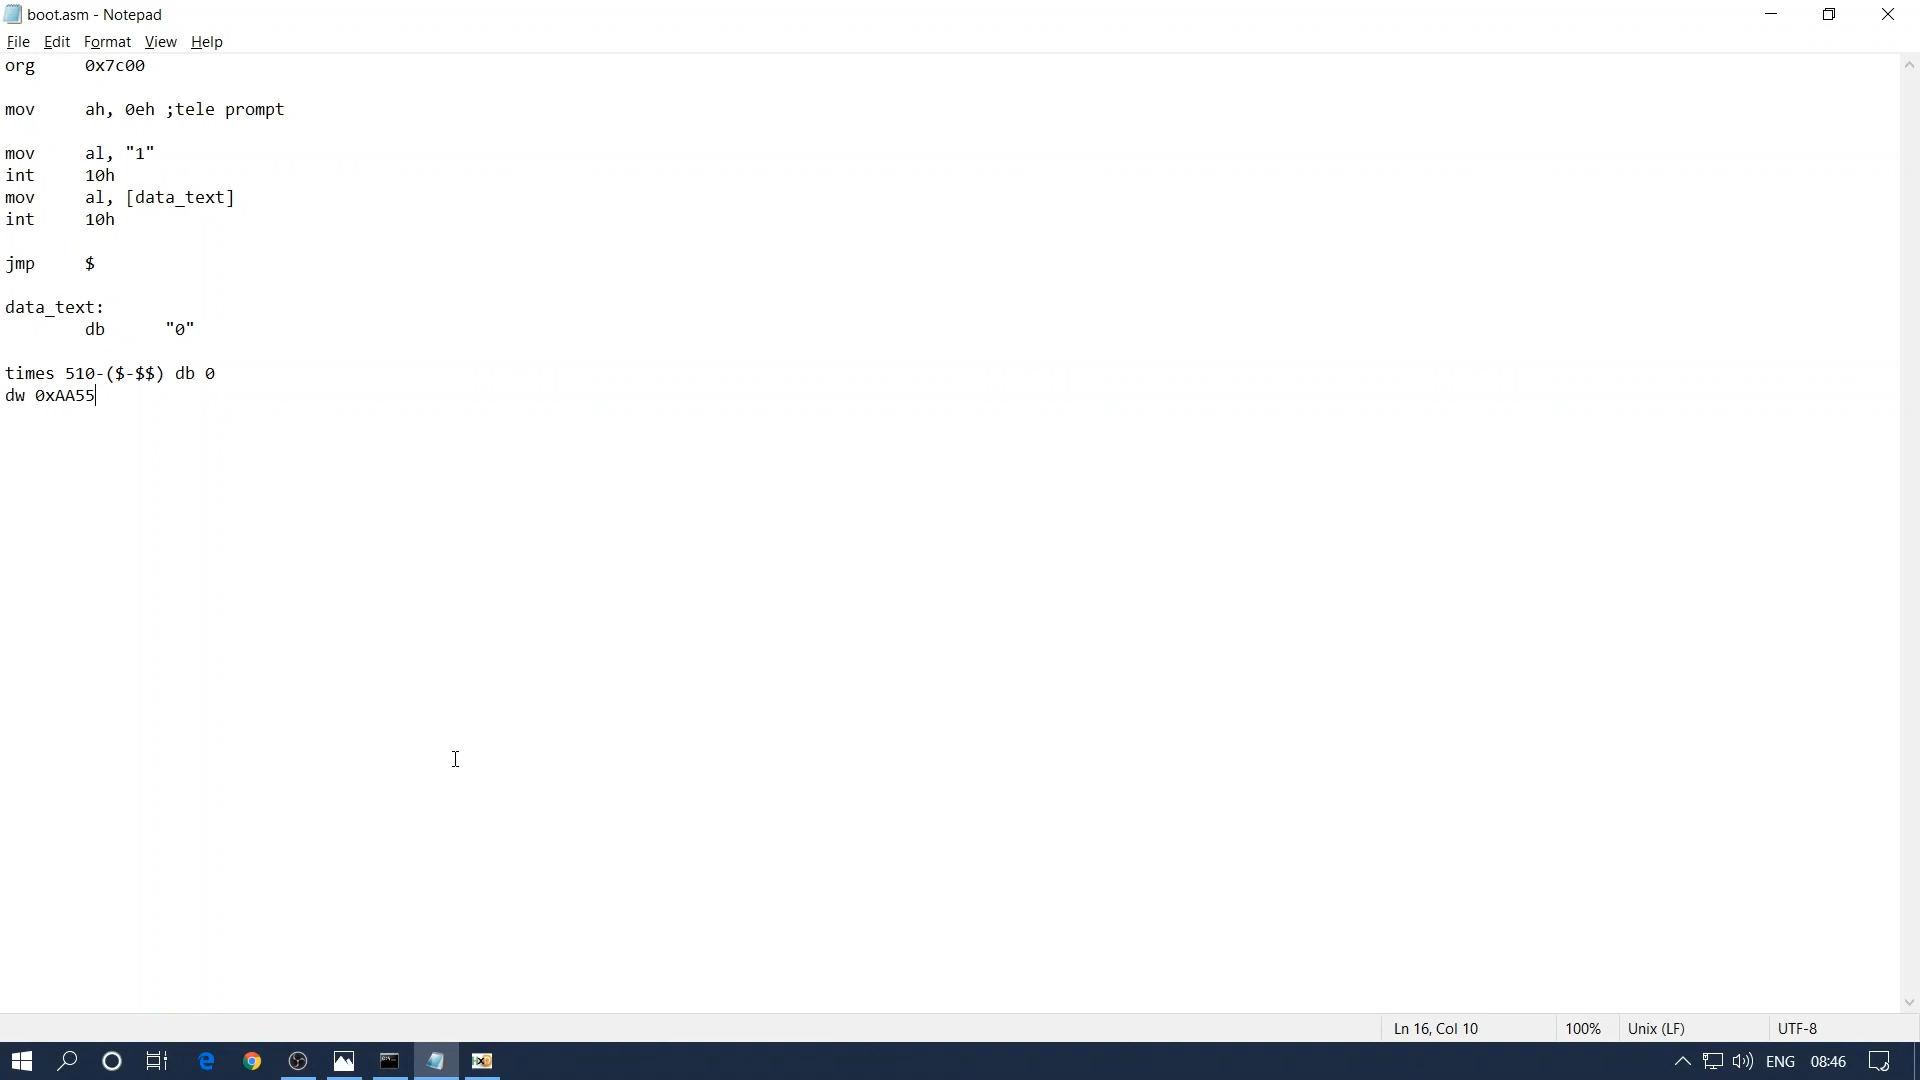 boot.asm - Notepad
File Edit Format View Help
org     0x7c00
mov     ah, 0eh ;tele prompt
mov     al, "1"
int     10h
mov     al, [data_text]
int     10h
jmp     $
data_text:
        db      "0"
times 510-($-$$) db 0
dw 0xAA55
Ln 16, Col 10 100% Unix (LF) UTF-8
ENG 08:46